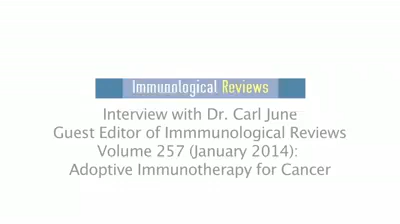 Immunological Reviews
Interview with Dr. Carl June
Guest Editor of Immmunological Reviews
Volume 257 (January 2014):
Adoptive Immunotherapy for Cancer